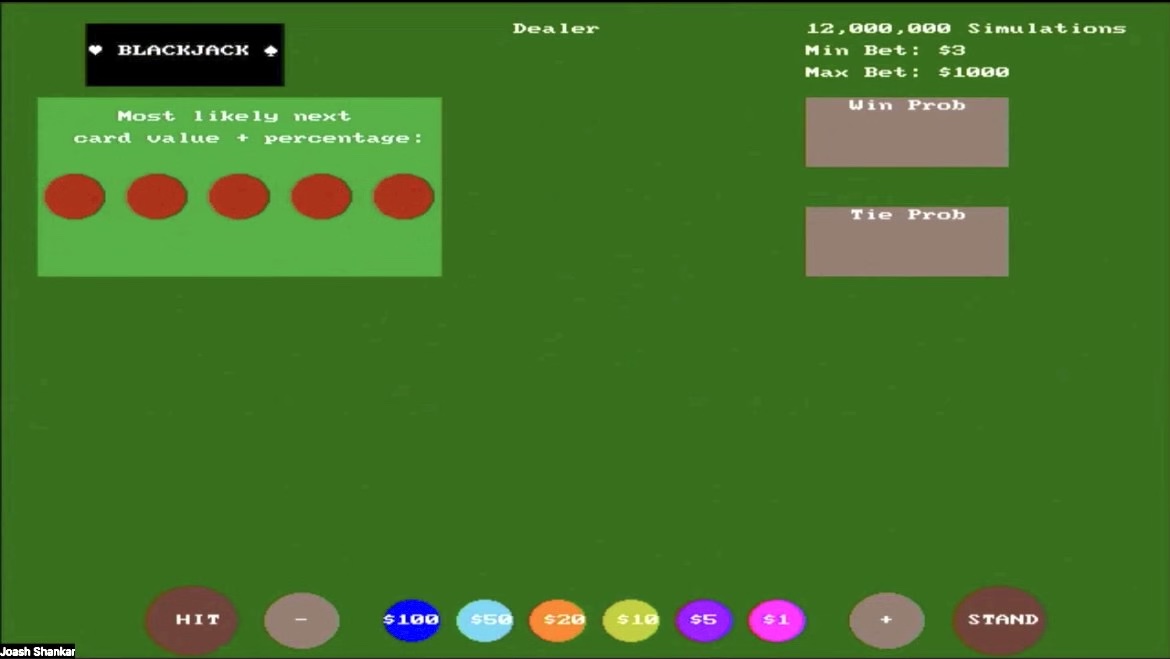 ♥ BLACKJACK ♠
Dealer
12,000,000 Simulations
Min Bet: $3
Max Bet: $1000
Most likely next
card value + percentage:
Win Prob
Tie Prob
HIT
-
$100
$50
$20
$10
$5
$1
+
STAND
Joash Shankar